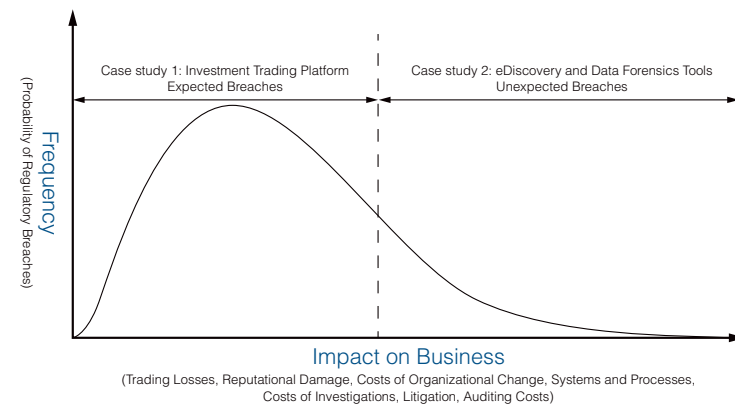 Case study 1: Investment Trading Platform
Expected Breaches
Case study 2: eDiscovery and Data Forensics Tools
Unexpected Breaches
Frequency
(Probability of Regulatory Breaches)
Impact on Business
(Trading Losses, Reputational Damage, Costs of Organizational Change, Systems and Processes,
Costs of Investigations, Litigation, Auditing Costs)